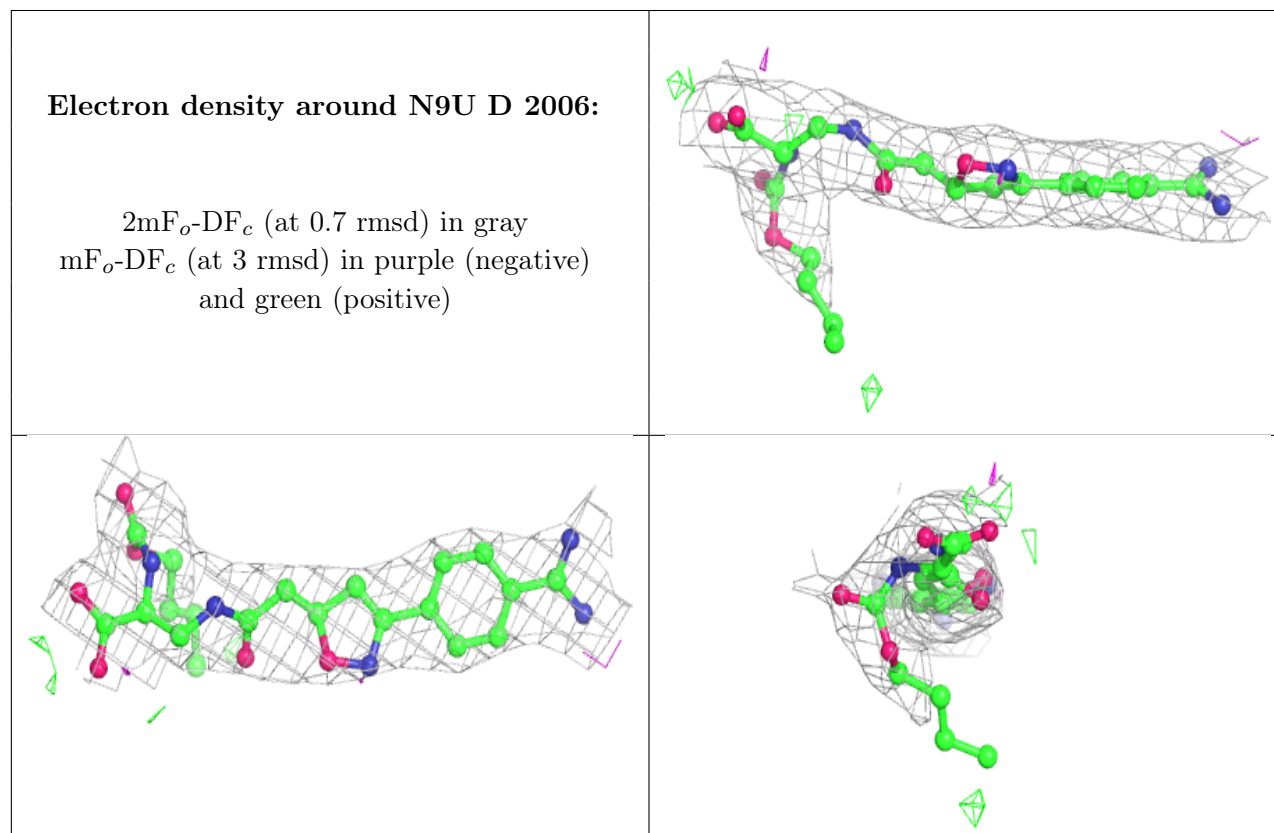 Electron density around N9U D 2006:
2mFo-DFc (at 0.7 rmsd) in gray
mFo-DFc (at 3 rmsd) in purple (negative)
and green (positive)